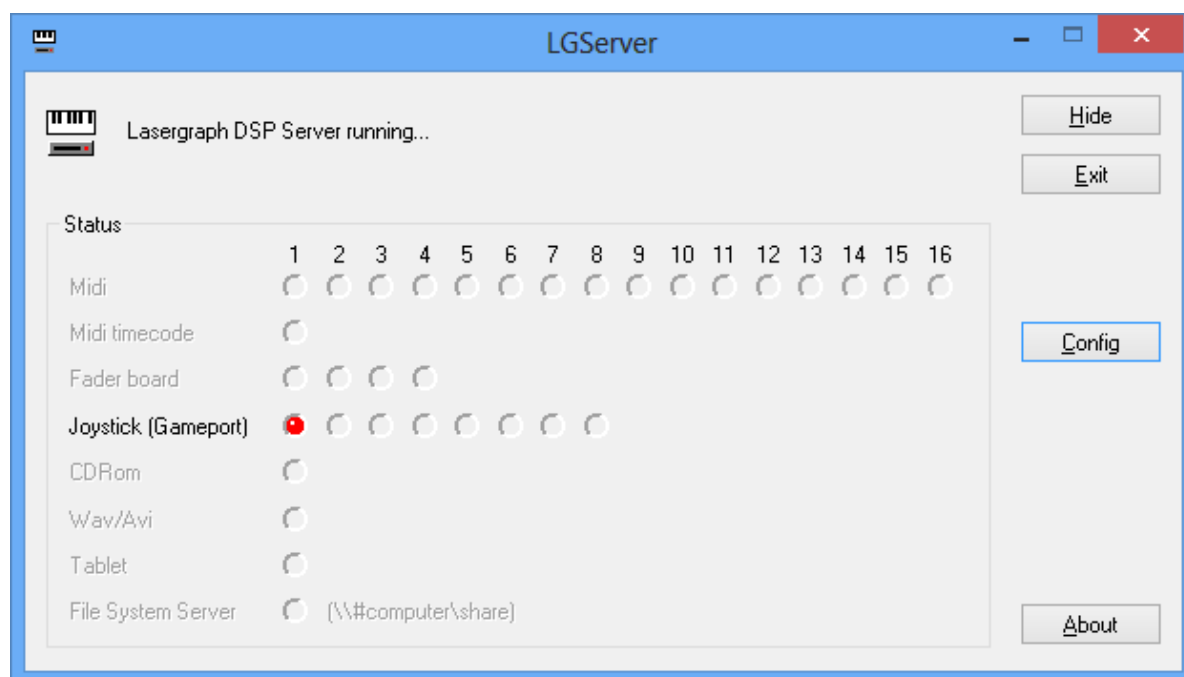 LGServer
Lasergraph DSP Server running...
Hide
Exit
Status
1 2 3 4 5 6 7 8 9 10 11 12 13 14 15 16
Midi
Midi timecode
Config
Fader board
Joystick (Gameport)
CDRom
Wav/Avi
Tablet
File System Server (\\#computer\share)
About